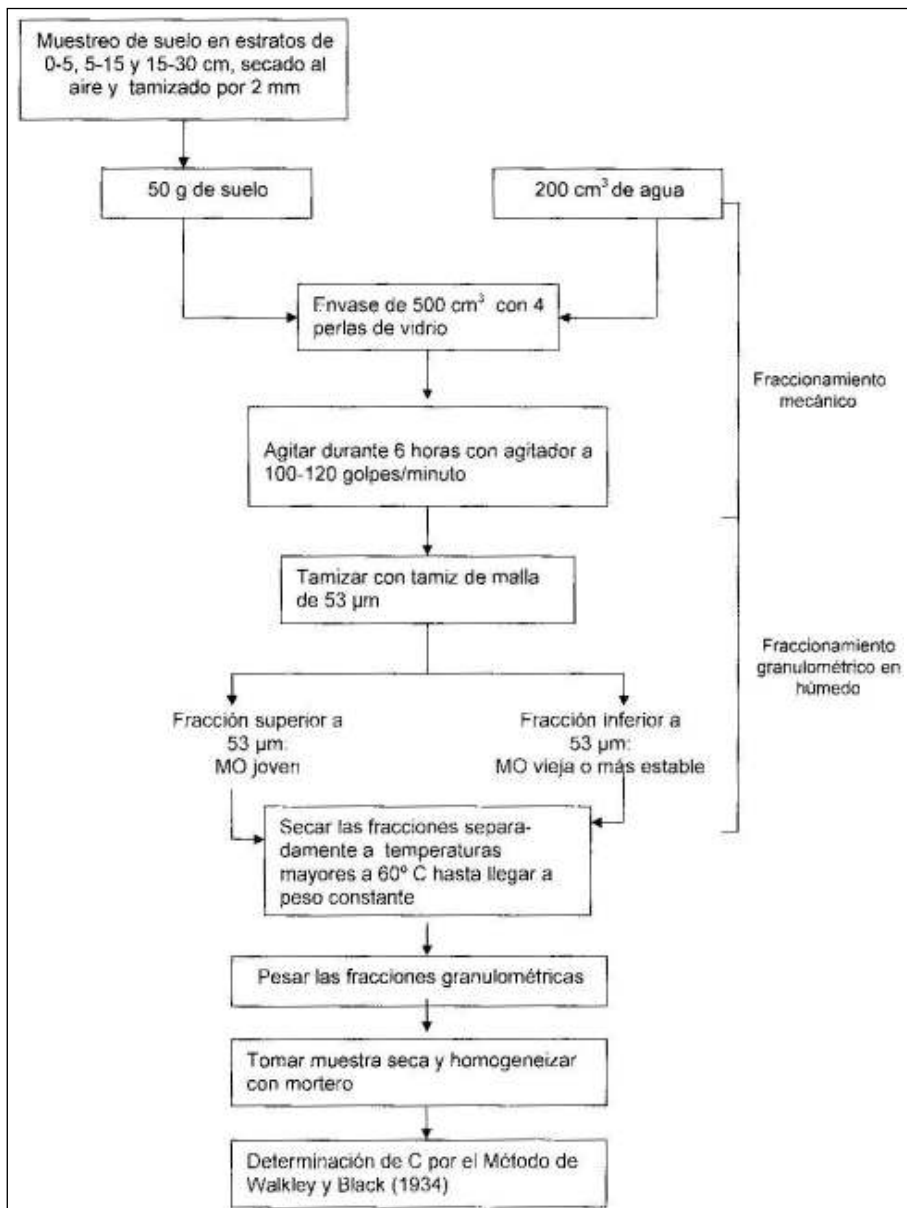 Muestreo de suelo en estratos de
0-5, 5-15 y 15-30 cm, secado al
aire y tamizado por 2 mm
50 g de suelo
200 cm³ de agua
Envase de 500 cm³ con 4
perlas de vidrio
Fraccionamiento
mecánico
Agitar durante 6 horas con agitador a
100-120 golpes/minuto
Tamizar con tamiz de malla
de 53 µm
Fraccionamiento
granulométrico en
húmedo
Fracción superior a
53 µm:
MO joven
Fracción inferior a
53 µm:
MO vieja o más estable
Secar las fracciones separa-
damente a temperaturas
mayores a 60º C hasta llegar a
peso constante
Pesar las fracciones granulométricas
Tomar muestra seca y homogeneizar
con mortero
Determinación de C por el Método de
Walkley y Black (1934)